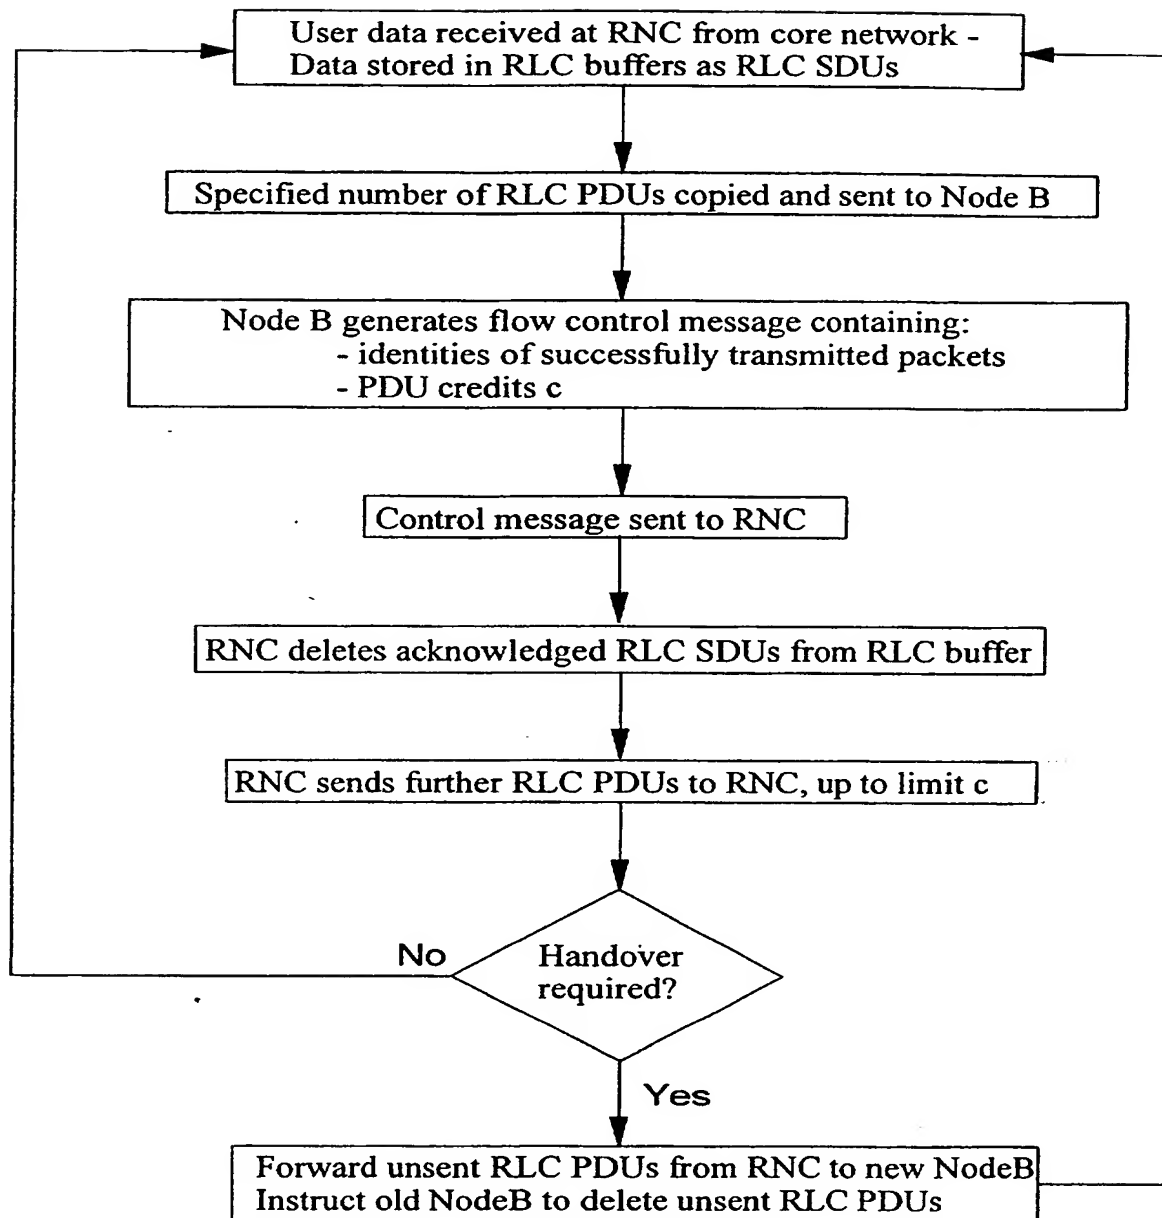 User data received at RNC from core network -
Data stored in RLC buffers as RLC SDUs
Specified number of RLC PDUs copied and sent to Node B
Node B generates flow control message containing:
- identities of successfully transmitted packets
- PDU credits c
Control message sent to RNC
RNC deletes acknowledged RLC SDUs from RLC buffer
RNC sends further RLC PDUs to RNC, up to limit c
No
Handover
required?
Yes
Forward unsent RLC PDUs from RNC to new NodeB
Instruct old NodeB to delete unsent RLC PDUs